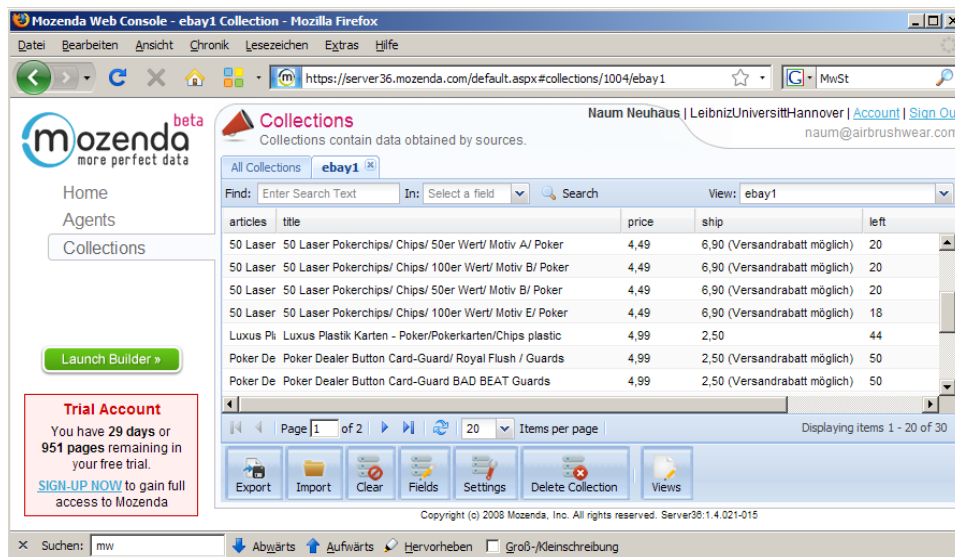 Mozenda Web Console - ebay1 Collection - Mozilla Firefox
Datei Bearbeiten Ansicht Chronik Lesezeichen Extras Hilfe
https://server36.mozenda.com/default.aspx#collections/1004/ebay1 MwSt
mozenda beta
more perfect data
Home
Agents
Collections
Launch Builder »
Trial Account
You have 29 days or
951 pages remaining in
your free trial.
SIGN-UP NOW to gain full
access to Mozenda
Collections
Collections contain data obtained by sources.
Naum Neuhaus | LeibnizUniversittHannover | Account | Sign Ou
naum@airbrushwear.com
All Collections ebay1
Find: Enter Search Text In: Select a field Search View: ebay1
articles title price ship left
50 Laser 50 Laser Pokerchips/ Chips/ 50er Wert/ Motiv A/ Poker 4,49 6,90 (Versandrabatt möglich) 20
50 Laser 50 Laser Pokerchips/ Chips/ 100er Wert/ Motiv B/ Poker 4,49 6,90 (Versandrabatt möglich) 20
50 Laser 50 Laser Pokerchips/ Chips/ 50er Wert/ Motiv B/ Poker 4,49 6,90 (Versandrabatt möglich) 20
50 Laser 50 Laser Pokerchips/ Chips/ 100er Wert/ Motiv E/ Poker 4,49 6,90 (Versandrabatt möglich) 18
Luxus Pl Luxus Plastik Karten - Poker/Pokerkarten/Chips plastic 4,99 2,50 44
Poker De Poker Dealer Button Card-Guard/ Royal Flush / Guards 4,99 2,50 (Versandrabatt möglich) 50
Poker De Poker Dealer Button Card-Guard BAD BEAT Guards 4,99 2,50 (Versandrabatt möglich) 50
Page 1 of 2 20 Items per page Displaying items 1 - 20 of 30
Export Import Clear Fields Settings Delete Collection Views
Copyright (c) 2008 Mozenda, Inc. All rights reserved. Server36:1.4.021-015
Suchen: mw Abwärts Aufwärts Hervorheben Groß-/Kleinschreibung